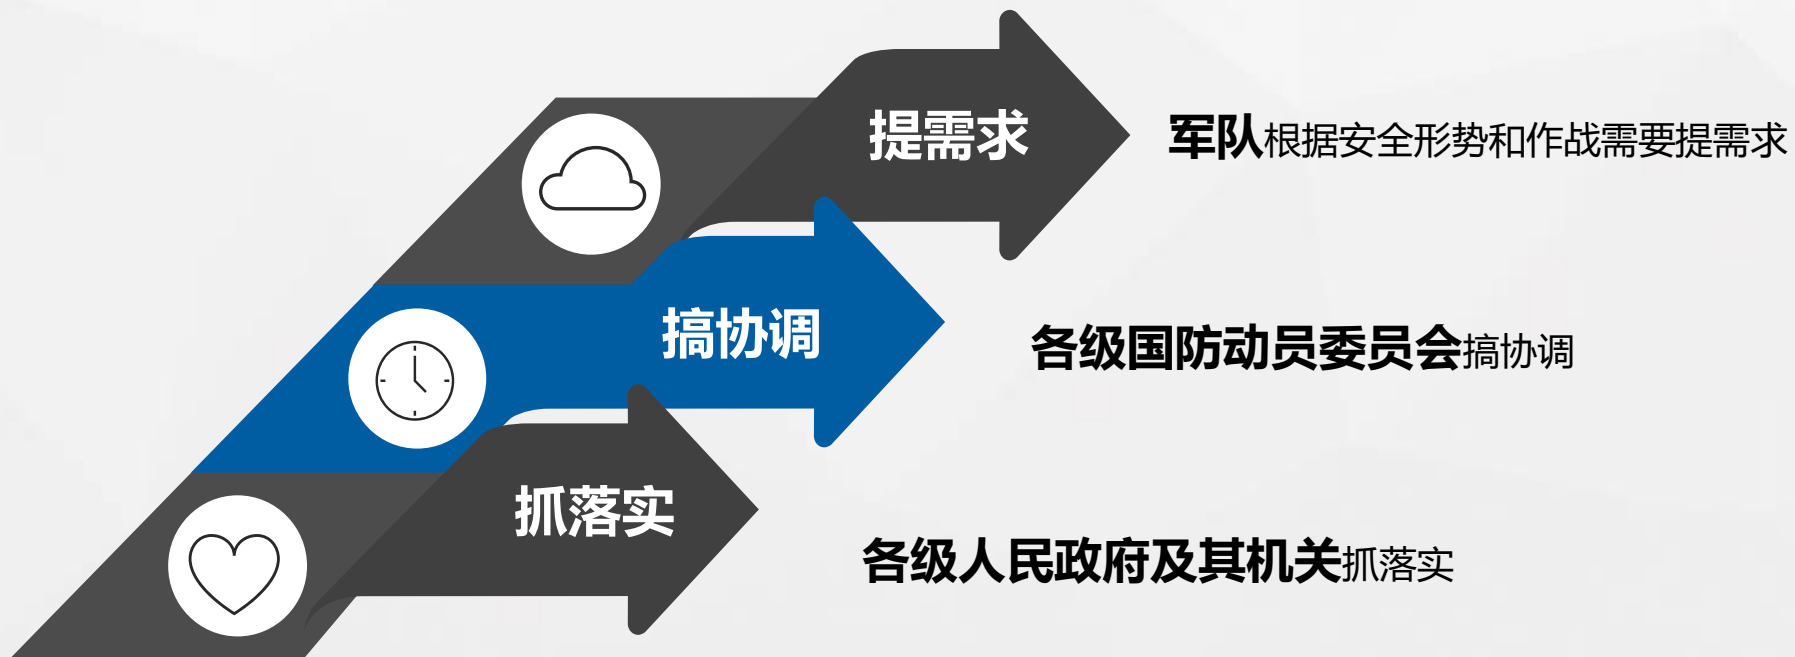 提需求
军队根据安全形势和作战需要提需求
搞协调
各级国防动员委员会搞协调
抓落实
各级人民政府及其机关抓落实